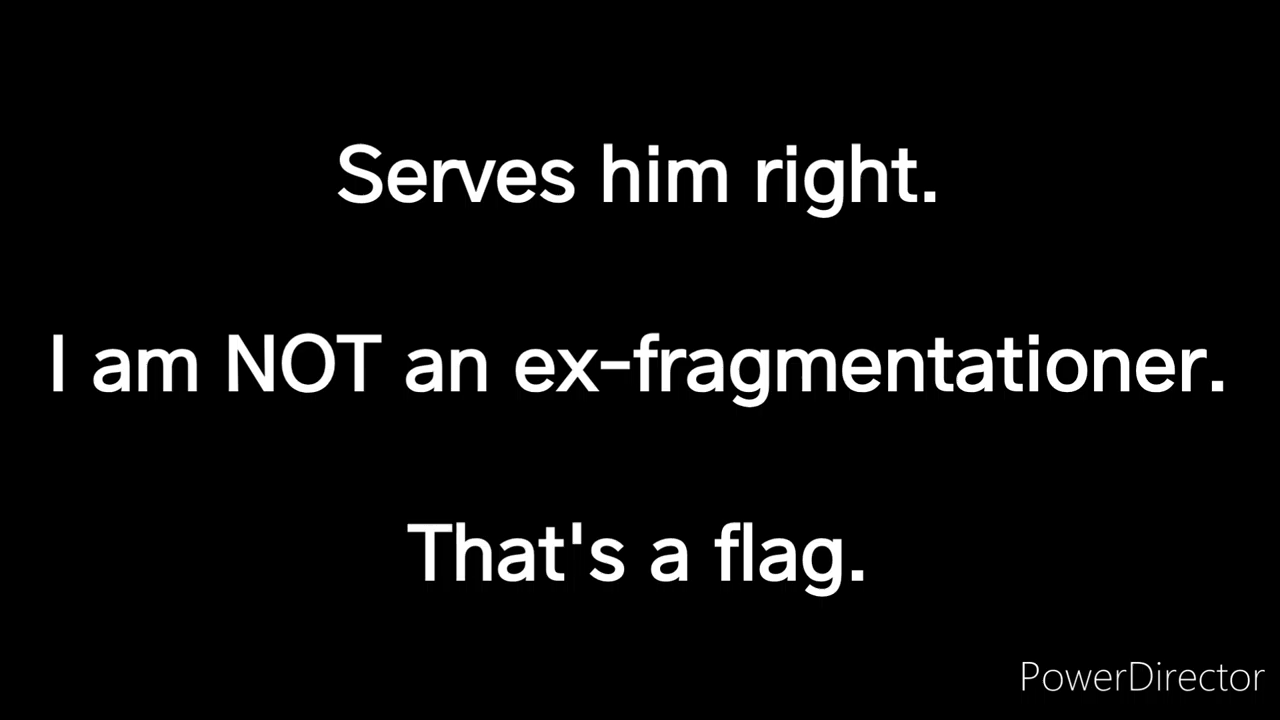 Serves him right.
I am NOT an ex-fragmentationer.
That's a flag.
PowerDirector